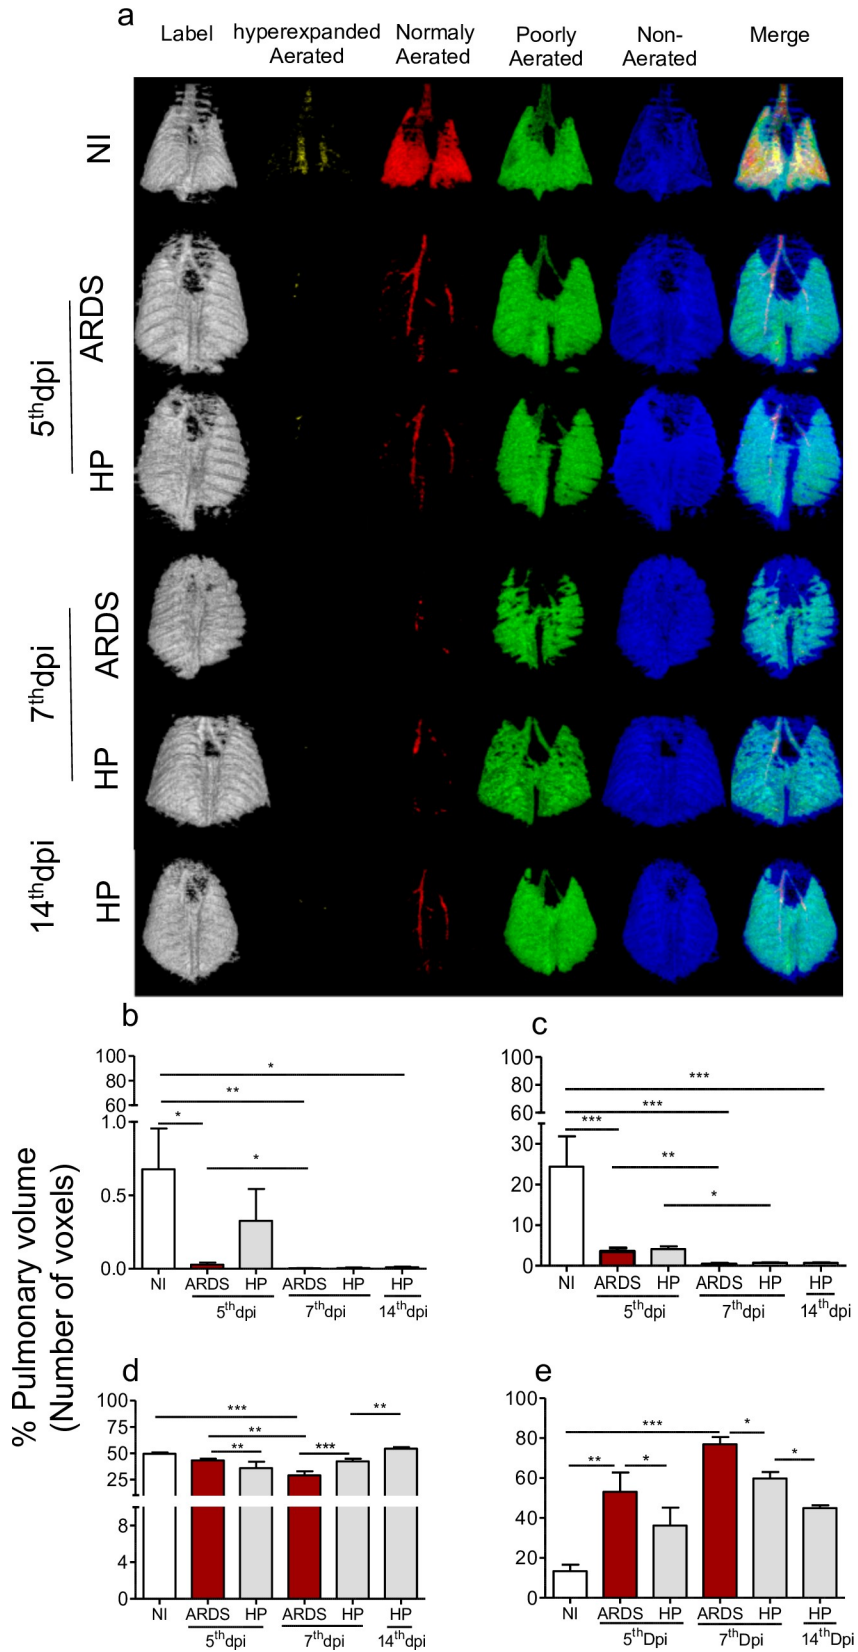 a
Label
hyperexpanded
Aerated
Normaly
Aerated
Poorly
Aerated
Non-
Aerated
Merge
NI
5thdpi
ARDS
HP
7thdpi
ARDS
HP
14thdpi
HP
% Pulmonary volume
(Number of voxels)
b
100
80
60
1.0
0.5
0.0
*
**
*
*
NI ARDS HP ARDS HP HP
5thdpi 7thdpi 14thdpi
c
100
80
60
30
20
10
0
***
***
***
**
*
NI ARDS HP ARDS HP HP
5thdpi 7thdpi 14thdpi
d
100
75
50
25
8
4
0
***
**
**
**
***
NI ARDS HP ARDS HP HP
5thdpi 7thdpi 14thdpi
e
100
80
60
40
20
0
***
*
**
*
*
NI ARDS HP ARDS HP HP
5thDpi 7thDpi 14thDpi